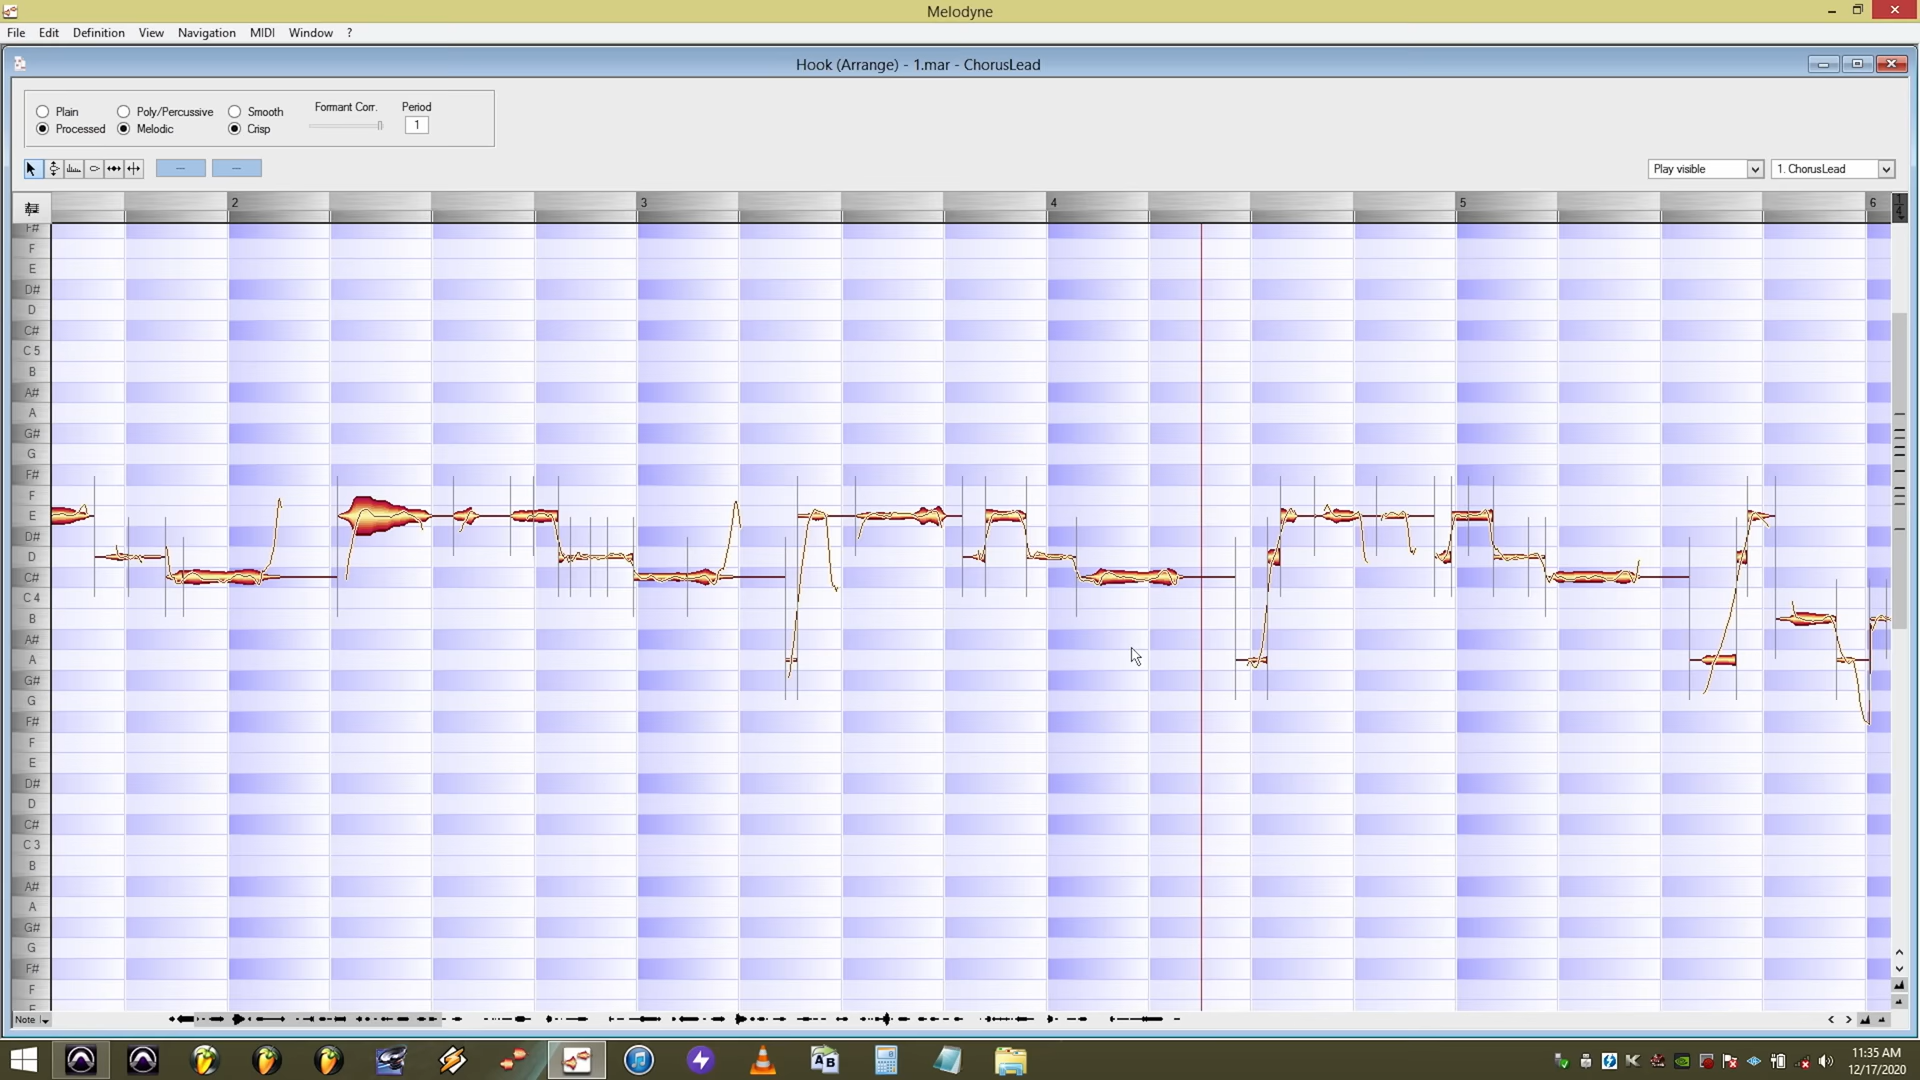 Melodyne
File Edit Definition View Navigation MIDI Window ?
Hook (Arrange) - 1.mar - ChorusLead
Plain Poly/Percussive Smooth Formant Corr. Period
Processed Melodic Crisp 1
Play visible 1. ChorusLead
2 3 4 5 6
F#
F
E
D#
D
C#
C 5
B
A#
A
G#
G
F#
F
E
D#
D
C#
C 4
B
A#
A
G#
G
F#
F
E
D#
D
C#
C 3
B
A#
A
G#
G
F#
F
E
Note
11:35 AM
12/17/2020